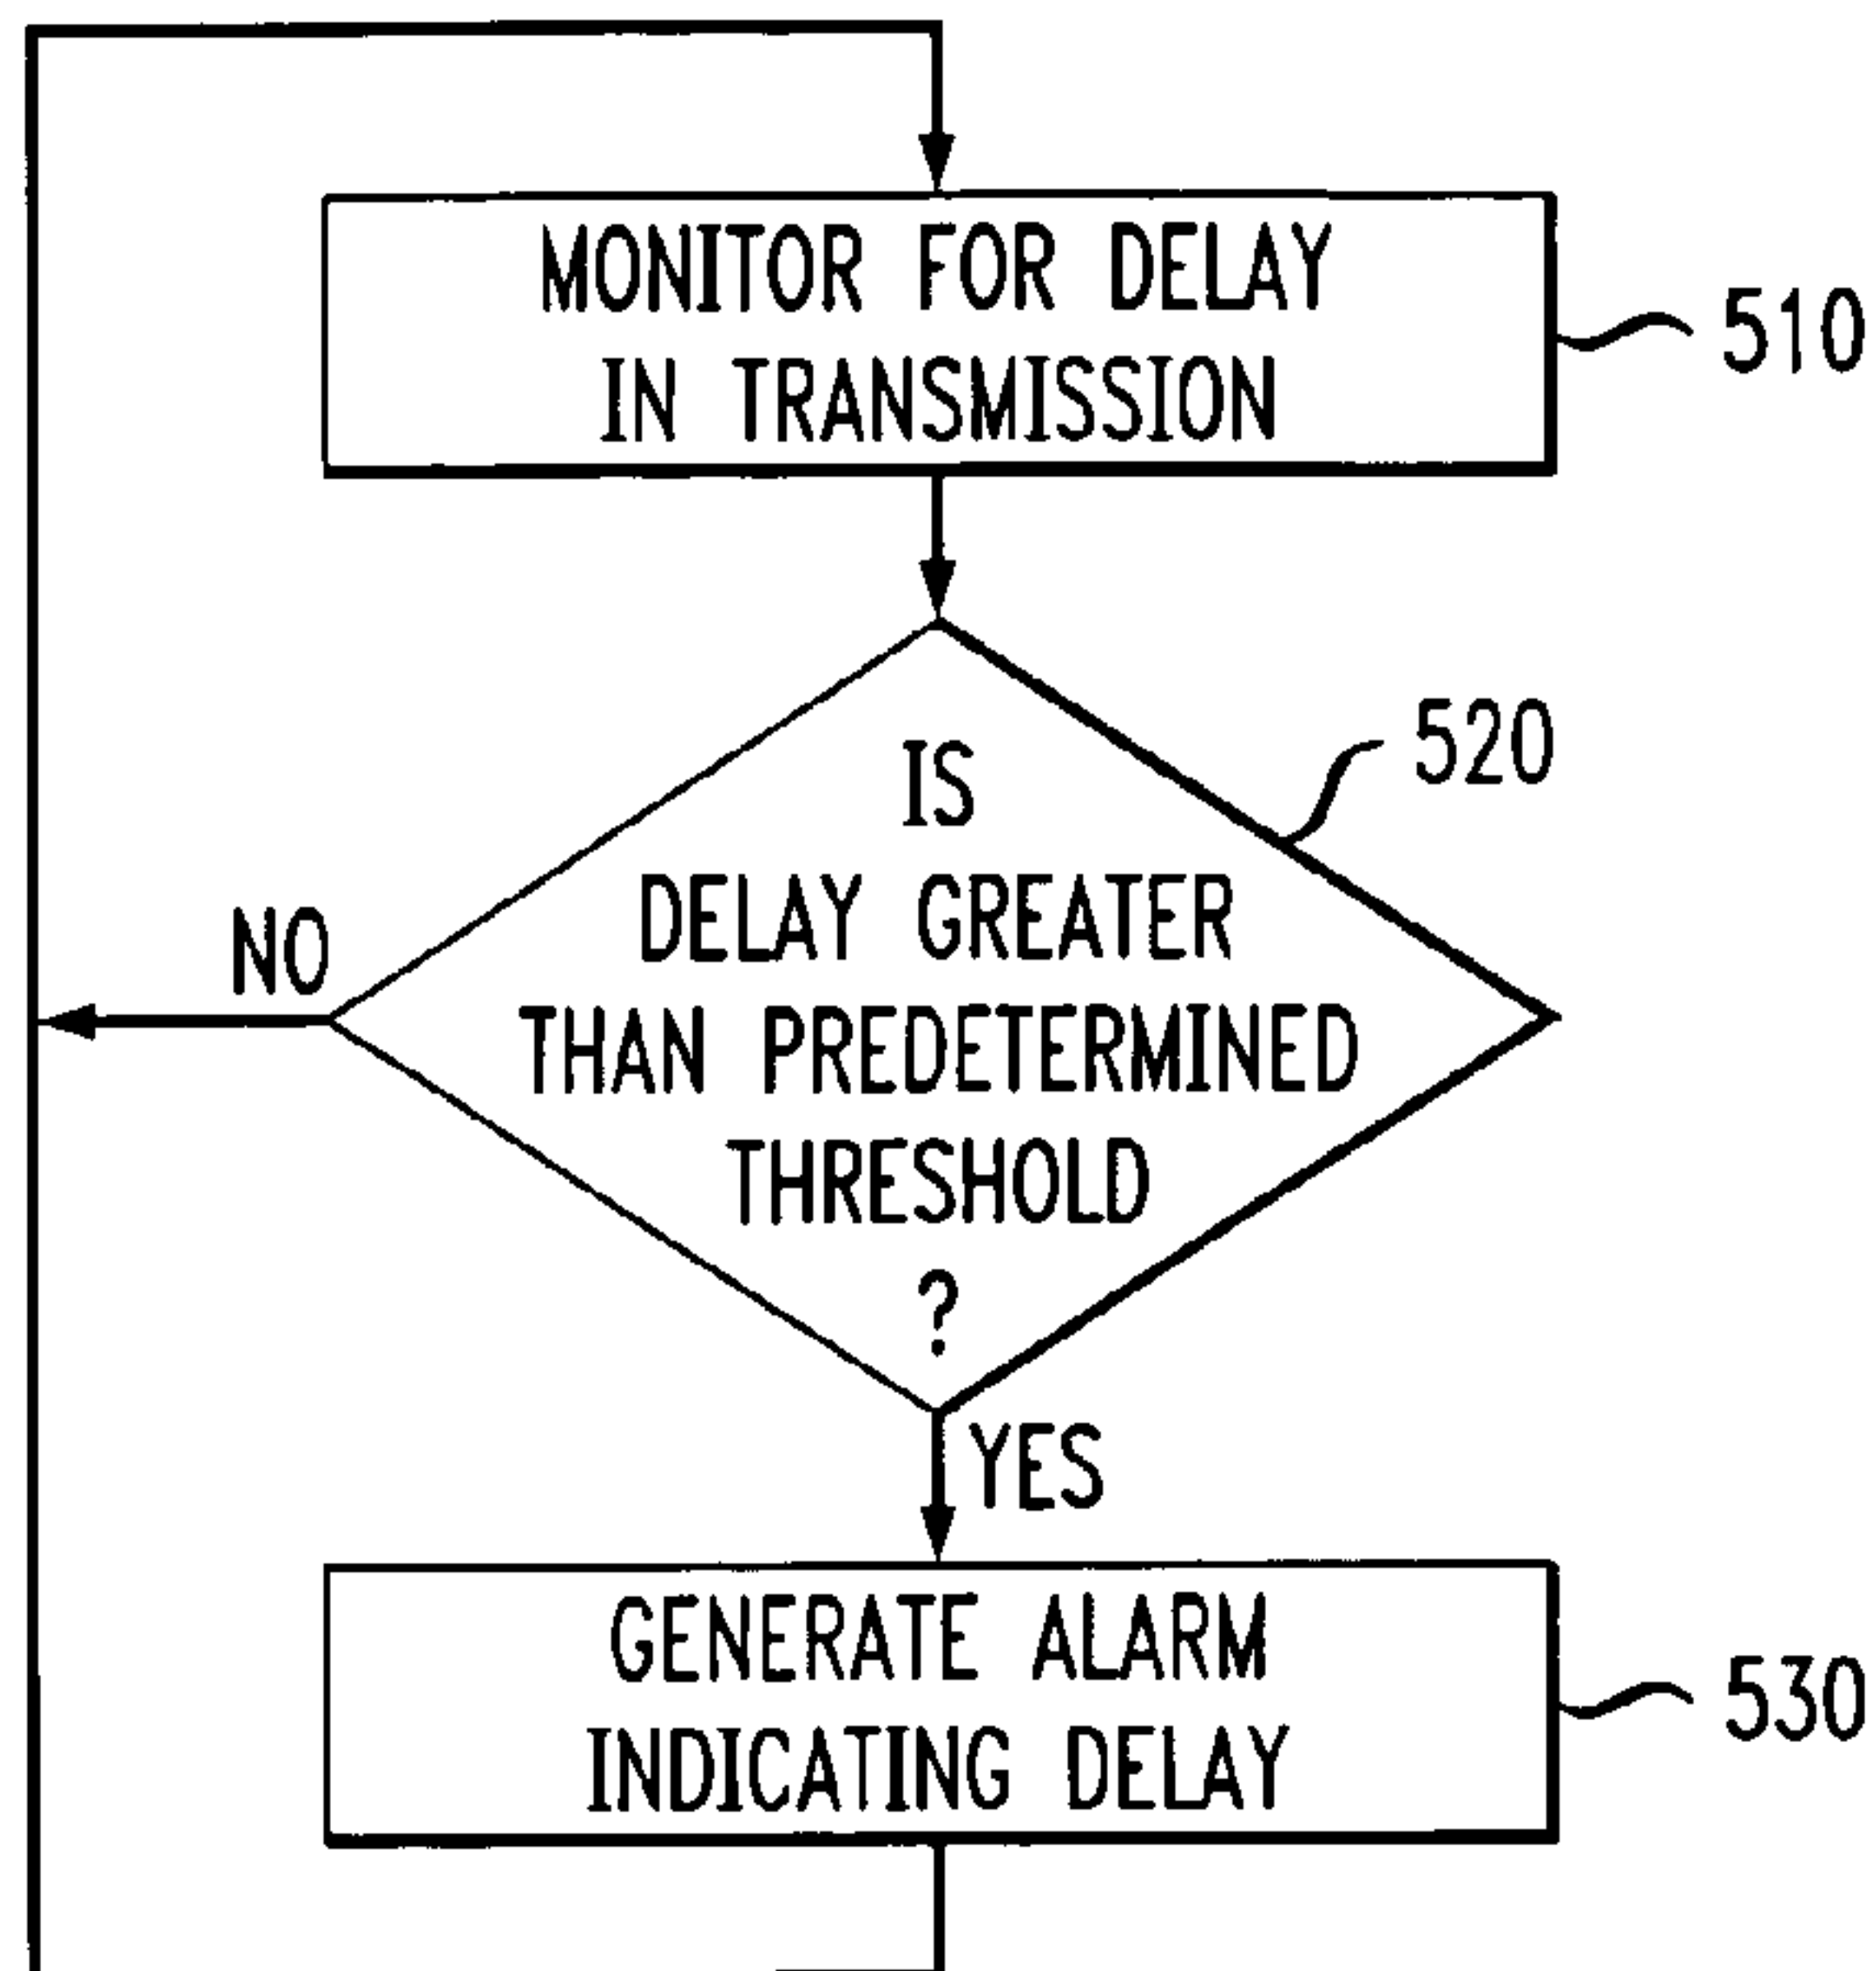 MONITOR FOR DELAY
IN TRANSMISSION
510
IS
DELAY GREATER
THAN PREDETERMINED
THRESHOLD
?
520
NO
YES
GENERATE ALARM
INDICATING DELAY
530